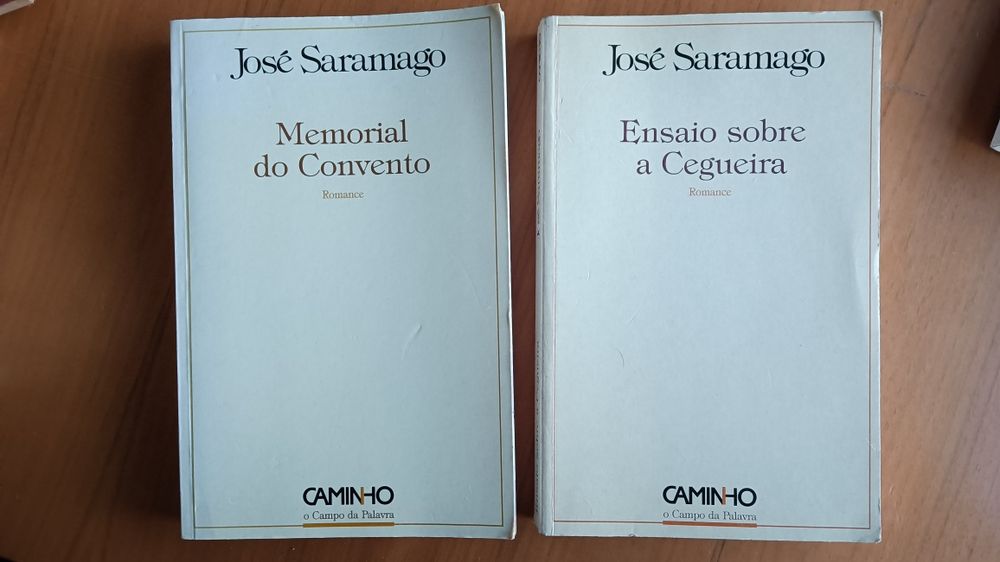 José Saramago
Memorial
do Convento
Romance
CAMINHO
o Campo da Palavra
José Saramago
Ensaio sobre
a Cegueira
Romance
CAMINHO
o Campo da Palavra